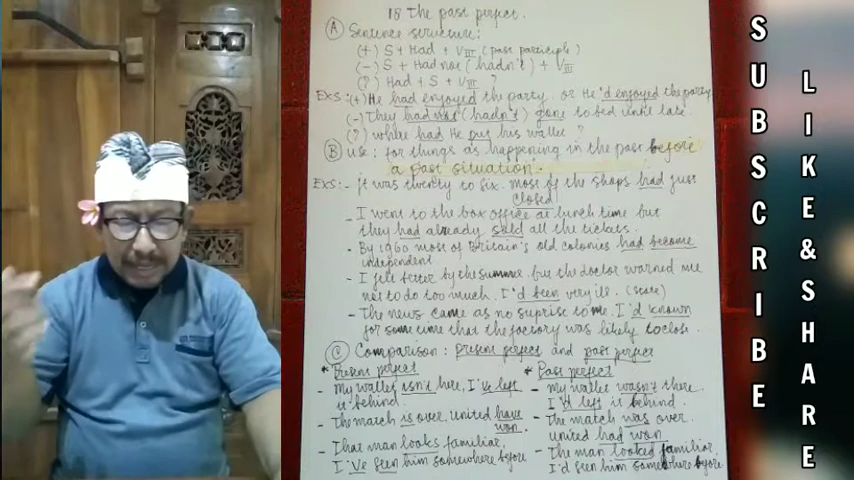 18 The past perfect.
(A) Sentence structure:
(+) S + Had + VIII (past participle)
(-) S + Had not (hadn't) + VIII
(?) Had + S + VIII ?
EXS: (+) He had enjoyed the party. or He'd enjoyed the party
(-) They had not (hadn't) gone to bed until late.
(?) where had He put his wallet ?
(B) use: for things as happening in the past before
a past situation.
EXS: - It was twenty to six. most of the shops had just
closed.
- I went to the box office at lunch time but
they had already sold all the tickets.
- By 1960 most of Britain's old colonies had become
independent.
- I felt better by the summer. but the doctor warned me
not to do too much. I'd been very ill. (state)
- The news came as no suprise to me. I'd known
for some time that the factory was likely to close.
(C) Comparison: present perfect and past perfect
* Present perfect
- My wallet isn't here, I've left
it behind.
- The match is over, united have
won.
- That man looks familiar,
I've seen him somewhere before
* Past perfect
- My wallet wasn't there.
I'd left it behind.
- The match was over.
united had won
- The man looked familiar.
I'd seen him somewhere before.
SUBSCRIBE
LIKE & SHARE